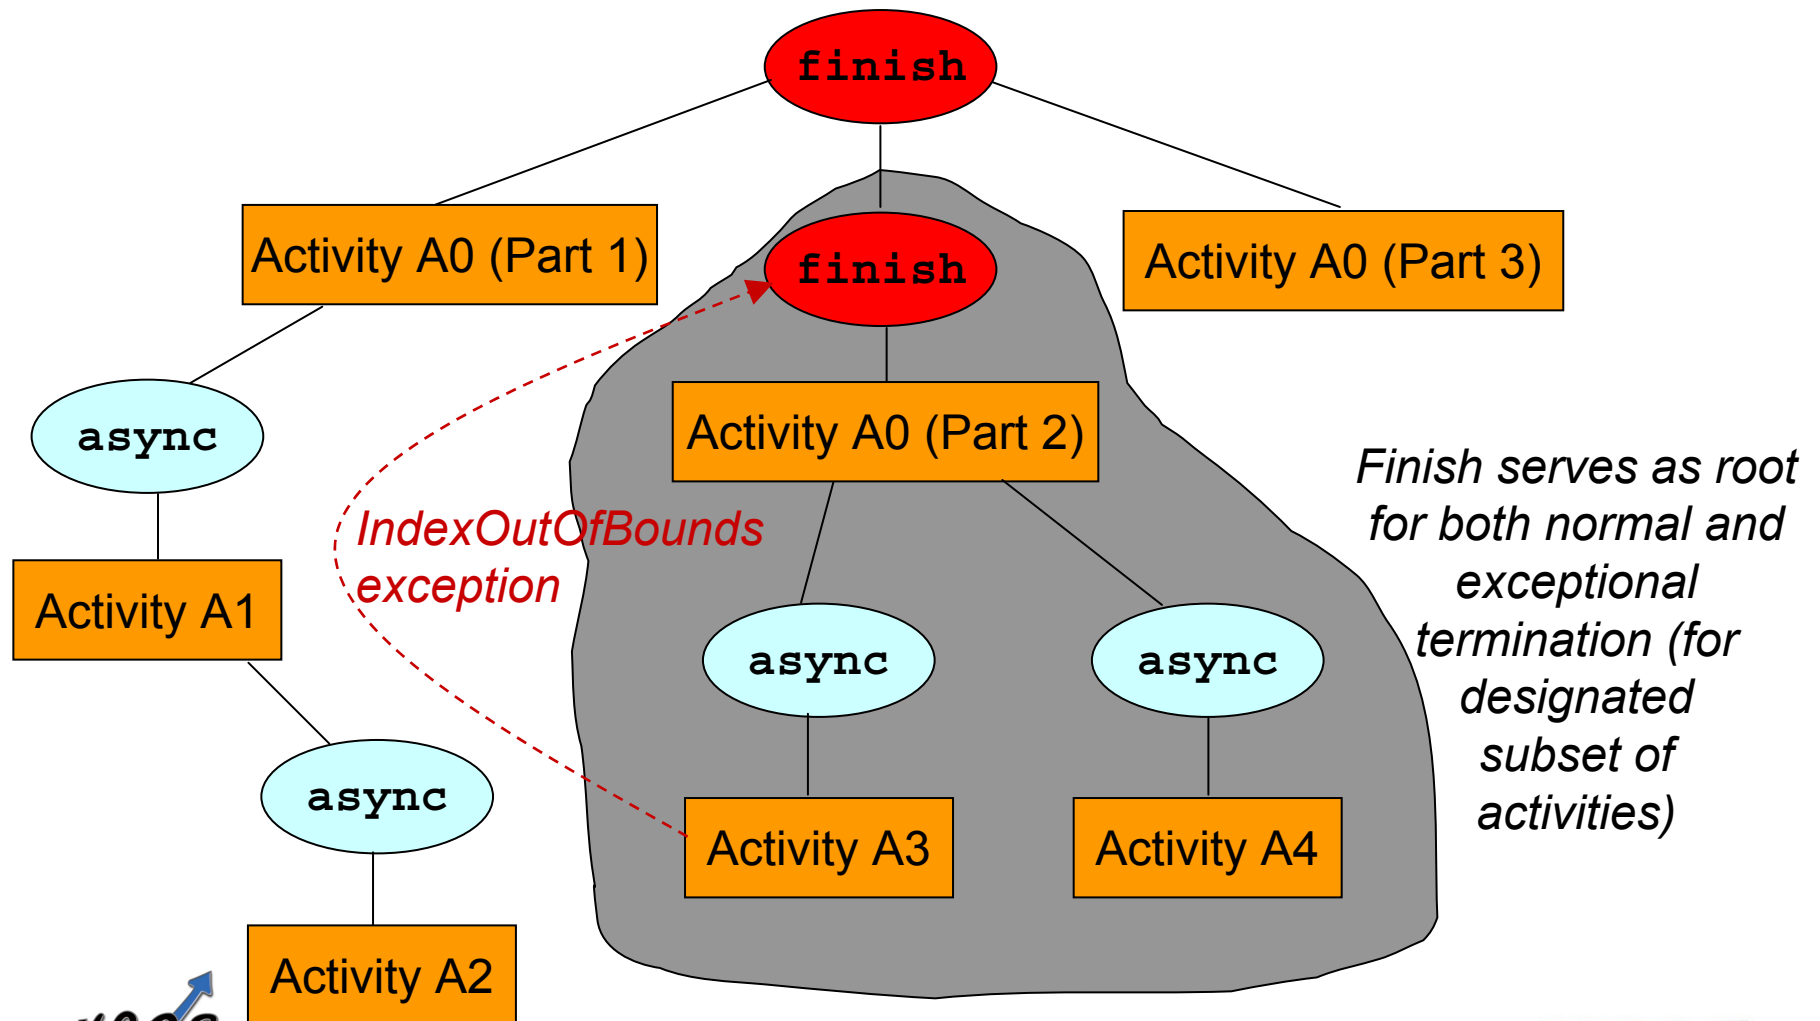 finish
Activity A0 (Part 1)
finish
Activity A0 (Part 3)
async
Activity A0 (Part 2)
IndexOutOfBounds
exception
Finish serves as root
for both normal and
exceptional
termination (for
designated
subset of
activities)
Activity A1
async
async
async
Activity A3
Activity A4
Activity A2